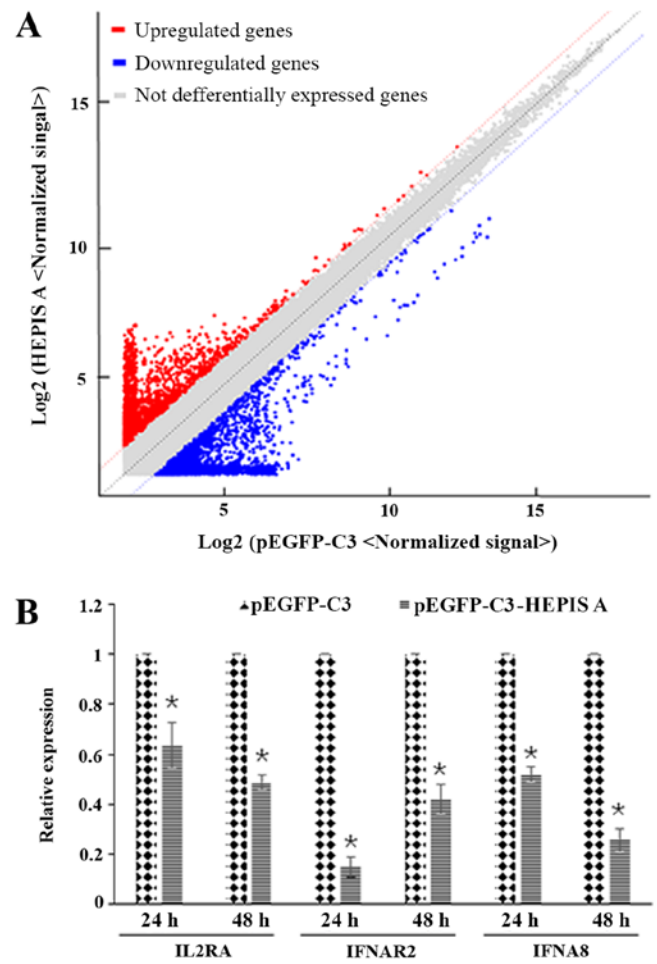 A
Upregulated genes
Downregulated genes
Not defferentially expressed genes
Log2 (HEPIS A <Normalized singal>)
15
10
5
5
10
15
Log2 (pEGFP-C3 <Normalized signal>)
B
pEGFP-C3
pEGFP-C3-HEPIS A
Relative expression
1.2
1
0.8
0.6
0.4
0.2
0
* * * * * *
24 h 48 h 24 h 48 h 24 h 48 h
IL2RA IFNAR2 IFNA8